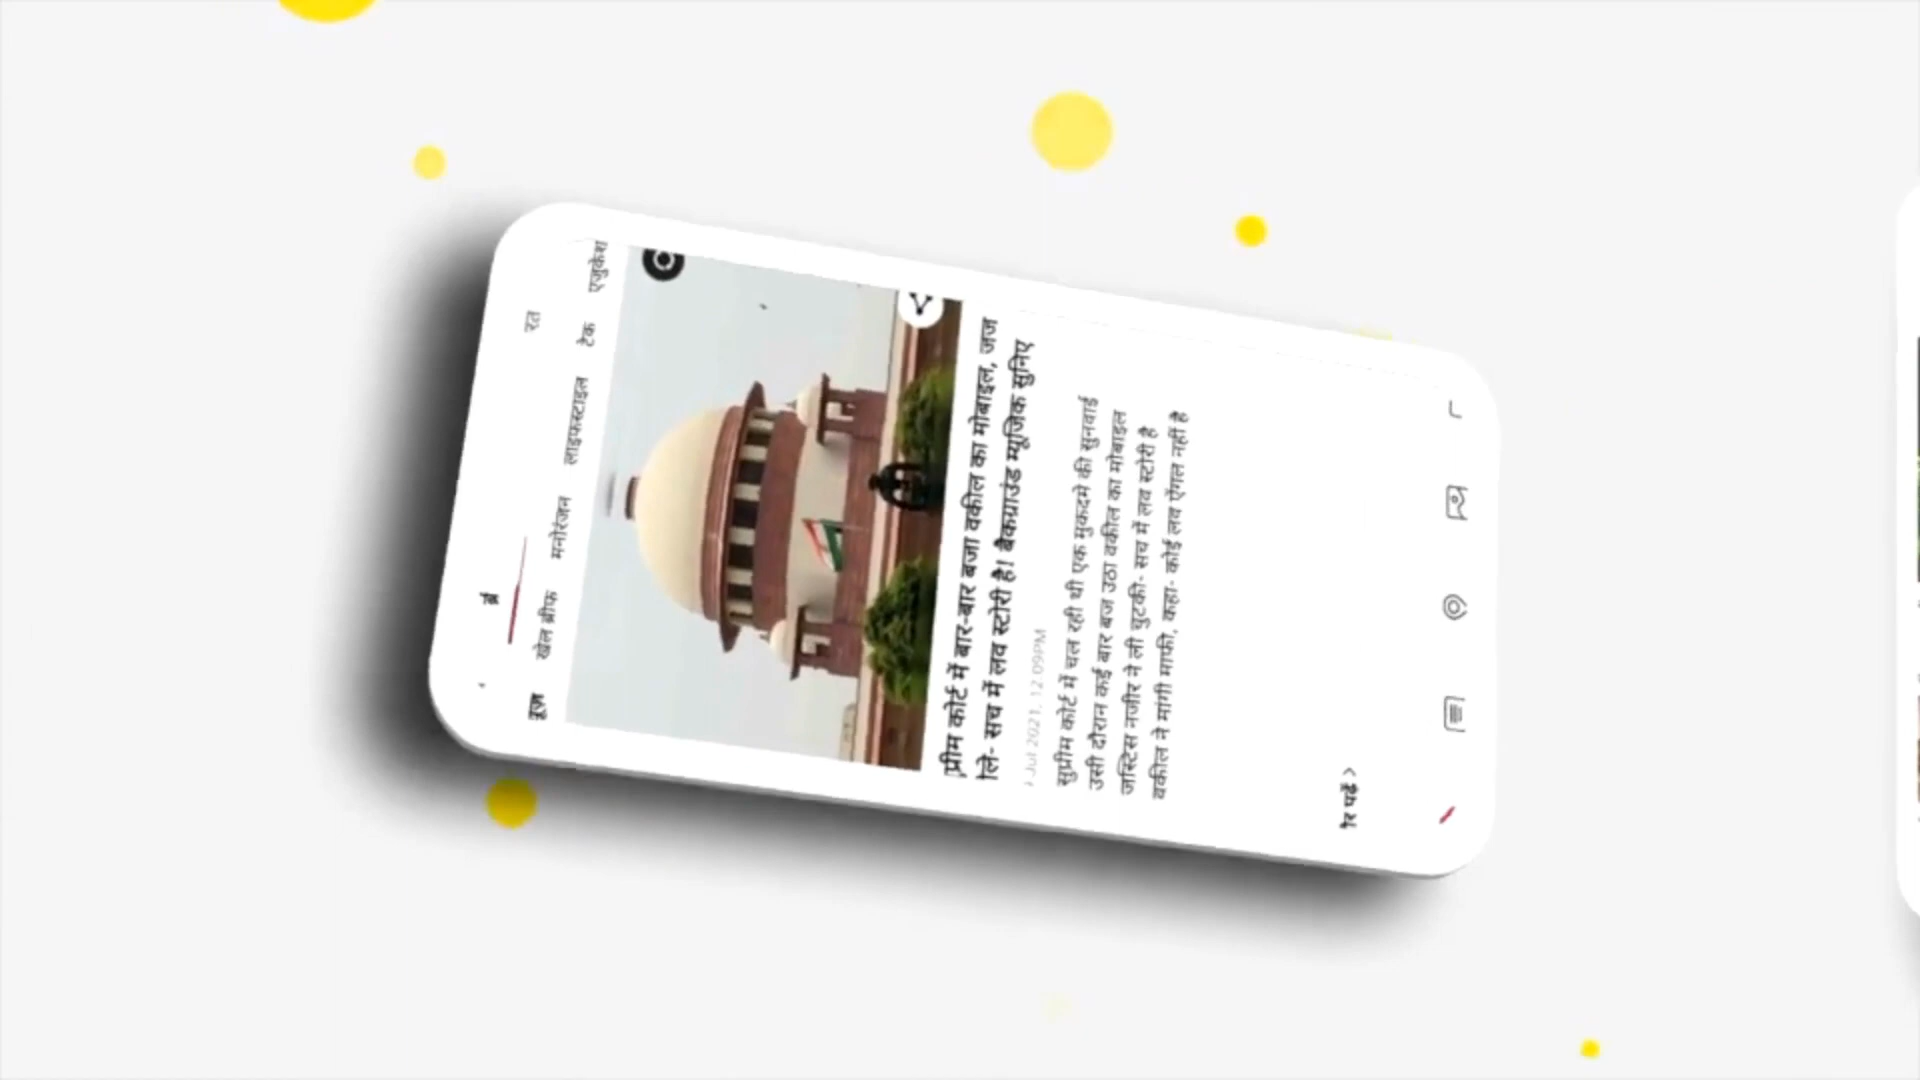 खेल ब्रीफ मनोरंजन लाइफस्टाइल टेक
प्रीम कोर्ट में बार-बार बजा वकील का मोबाइल, जज
ले- सच में लव स्टोरी है। बैकग्राउंड म्यूजिक सुनिए
Jul 2021, 12:09PM
सुप्रीम कोर्ट में चल रही थी एक मुकदमे की सुनवाई
उसी दौरान कई बार बज उठा वकील का मोबाइल
जस्टिस नजीर ने ली चुटकी- सच में लव स्टोरी है
वकील ने मांगी माफी, कहा- कोई लव ऐंगल नहीं है
पढ़ें >